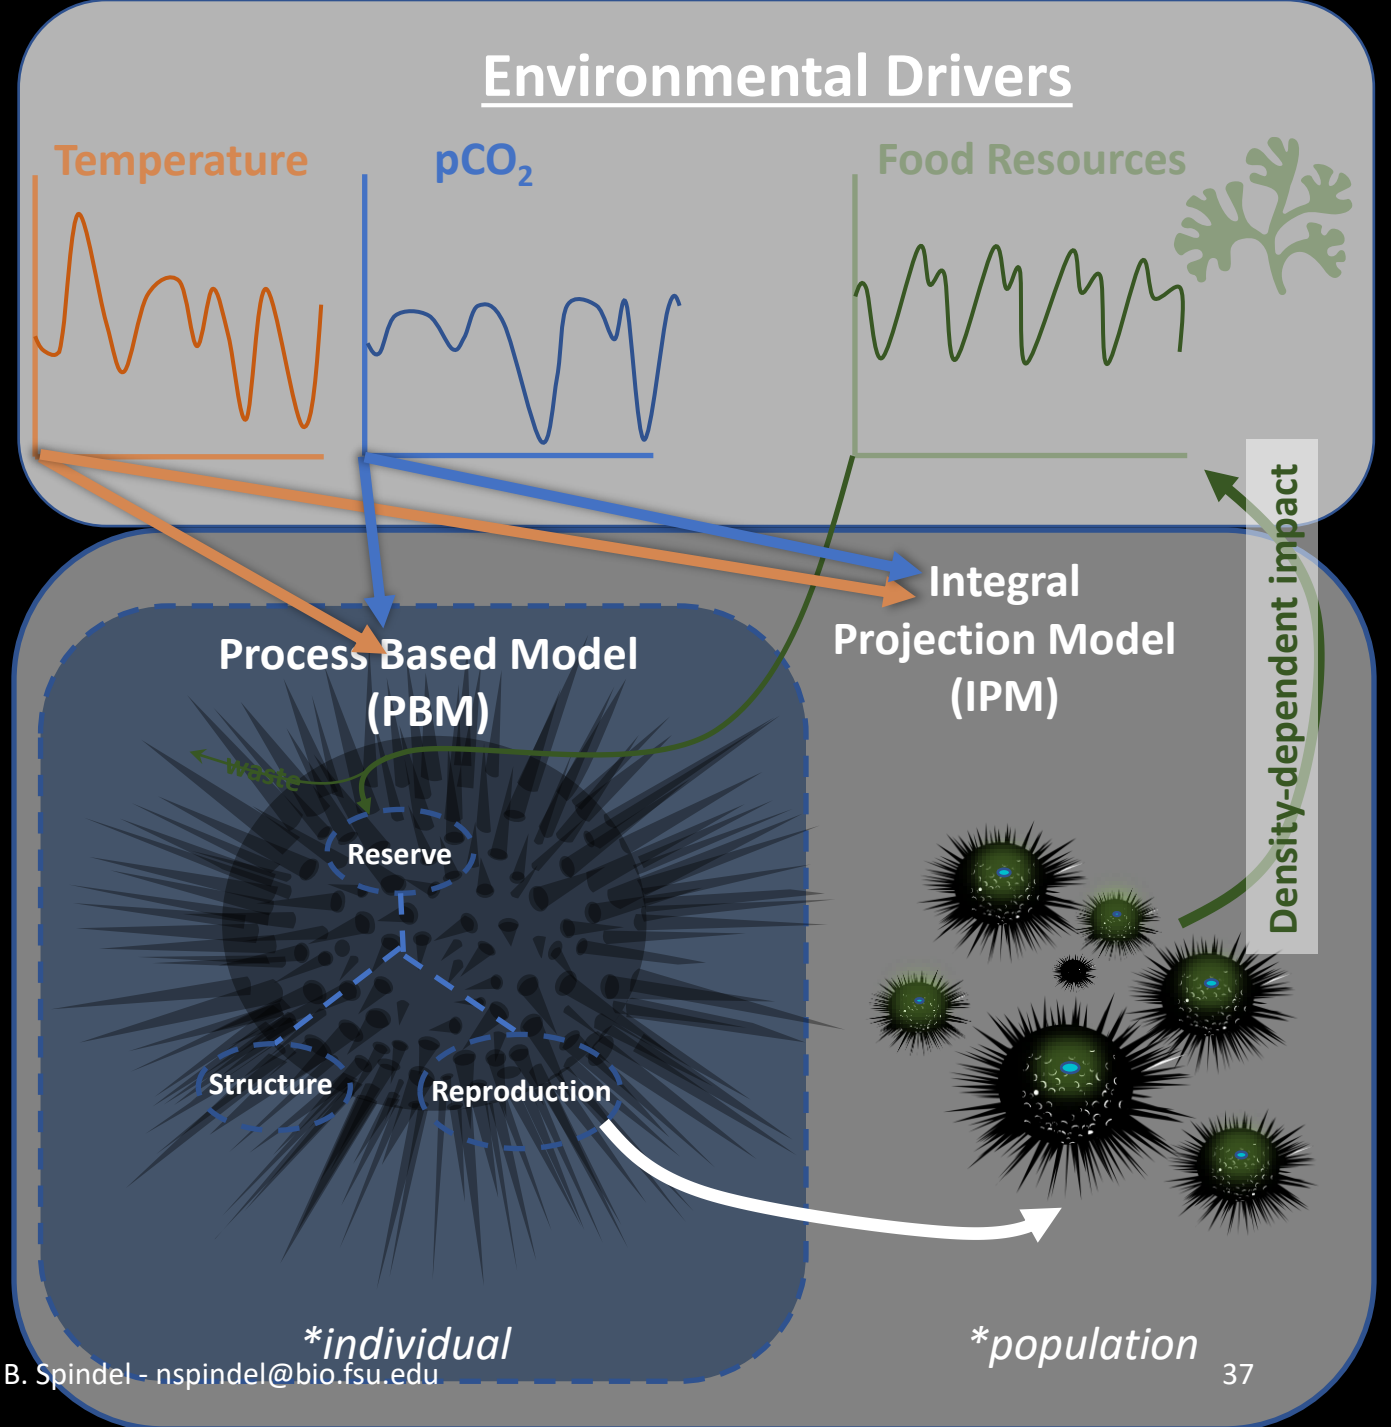 Environmental Drivers
Temperature
pCO₂
Food Resources
Density-dependent impact
Integral
Projection Model
(IPM)
Process Based Model
(PBM)
waste
Reserve
Structure
Reproduction
*individual
*population
B. Spindel - nspindel@bio.fsu.edu
37